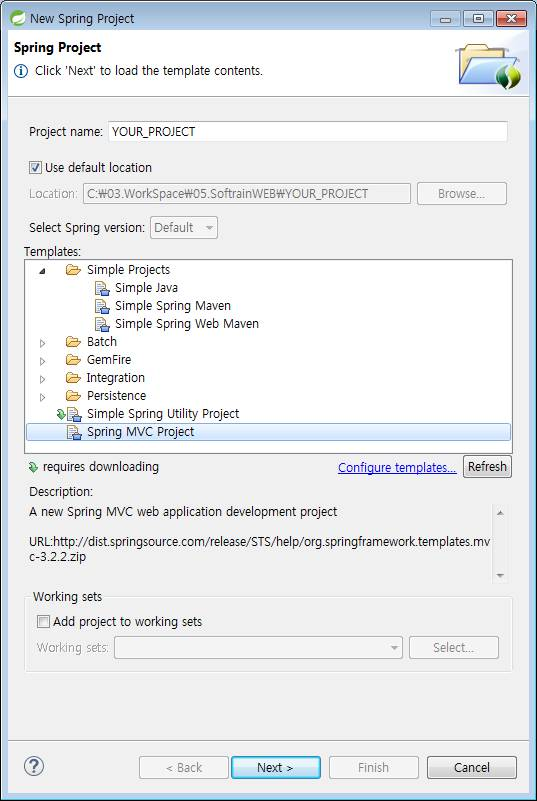 New Spring Project
Spring Project
Click 'Next' to load the template contents.
Project name: YOUR_PROJECT
Use default location
Location: C:₩03.WorkSpace₩05.SoftrainWEB₩YOUR_PROJECT Browse...
Select Spring version: Default
Templates:
Simple Projects
Simple Java
Simple Spring Maven
Simple Spring Web Maven
Batch
GemFire
Integration
Persistence
Simple Spring Utility Project
Spring MVC Project
requires downloading Configure templates... Refresh
Description:
A new Spring MVC web application development project
URL:http://dist.springsource.com/release/STS/help/org.springframework.templates.mv
c-3.2.2.zip
Working sets
Add project to working sets
Working sets: Select...
? < Back Next > Finish Cancel